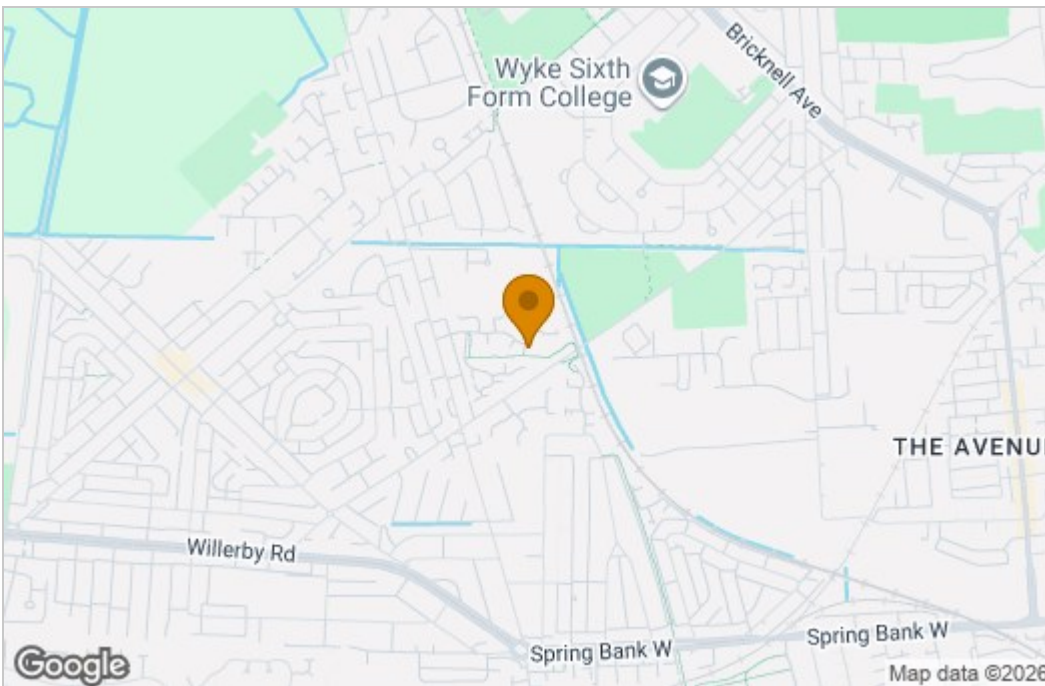 Bricknell Ave
Wyke Sixth
Form College
THE AVENU
Willerby Rd
Spring Bank W
Spring Bank W
Google
Map data ©2026